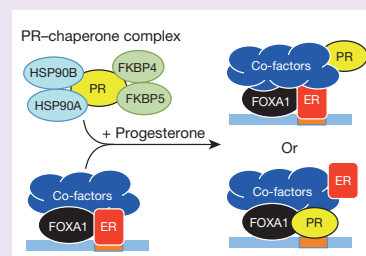 PR–chaperone complex
HSP90B
FKBP4
PR
HSP90A
FKBP5
+ Progesterone
Co-factors
FOXA1
ER
Co-factors
PR
FOXA1
ER
Or
Co-factors
ER
FOXA1
PR